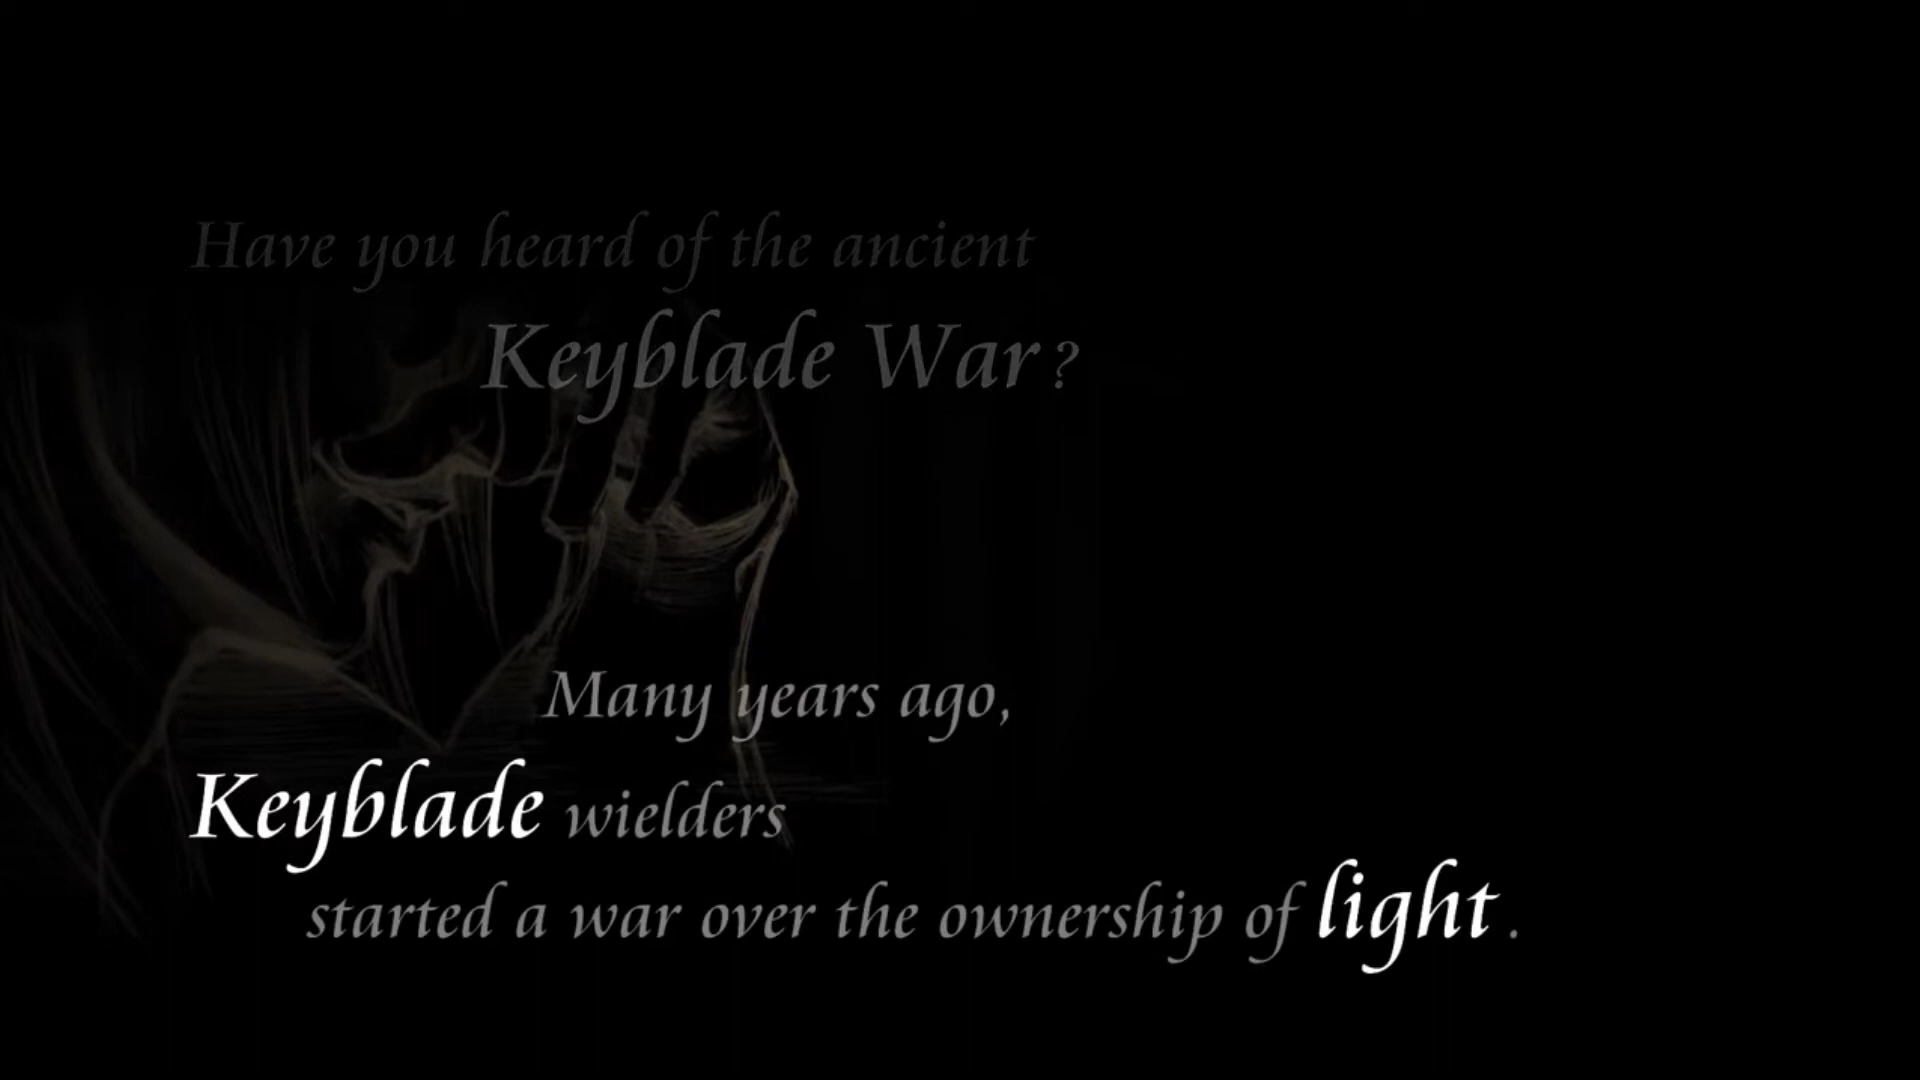 Have you heard of the ancient
Keyblade War?
Many years ago,
Keyblade wielders
started a war over the ownership of light.